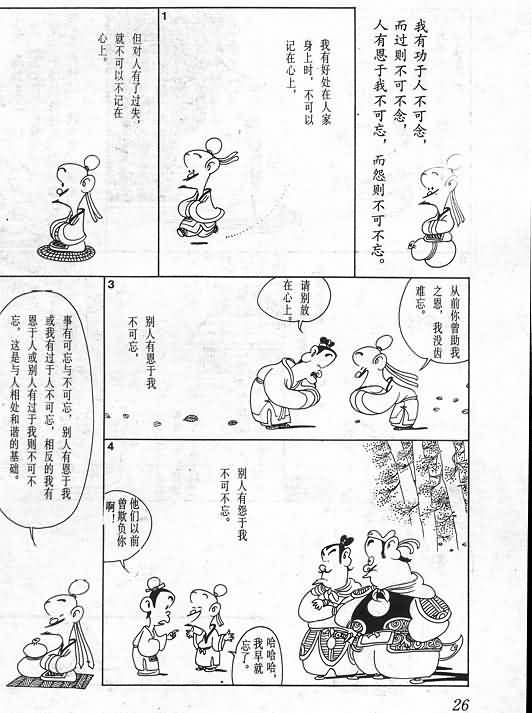 我有功于人不可念，
而过则不可不念，
人有恩于我不可忘，而怨则不可不忘。
1
我有好处在人家
身上时，不可以
记在心上，
但对人有了过失，
就不可以不记在
心上。
3
从前你曾助我
之恩，我没齿
难忘。
请别放
在心上。
别人有恩于我
不可忘。
4
别人有怨于我
不可不忘。
他们以前
曾欺负你
啊！
哈哈哈，
我早就
忘了。
事有可忘与不可忘，别人有恩于我
或我有过于人不可忘，相反的我有
恩于人或别人有过于我则不可不
忘。这是与人相处和谐的基础。
26